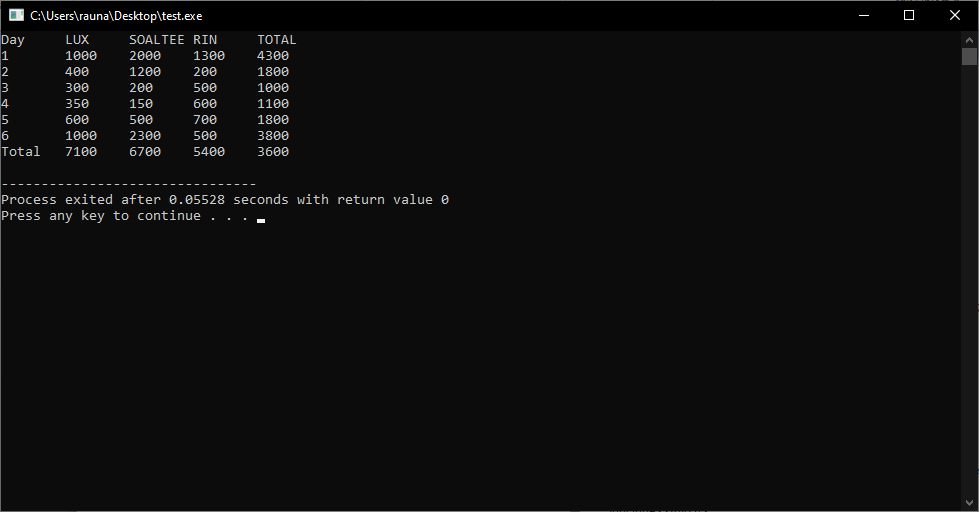 C:\Users\rauna\Desktop\test.exe
Day LUX SOALTEE RIN TOTAL
1 1000 2000 1300 4300
2 400 1200 200 1800
3 300 200 500 1000
4 350 150 600 1100
5 600 500 700 1800
6 1000 2300 500 3800
Total 7100 6700 5400 3600
--------------------------------
Process exited after 0.05528 seconds with return value 0
Press any key to continue . . .